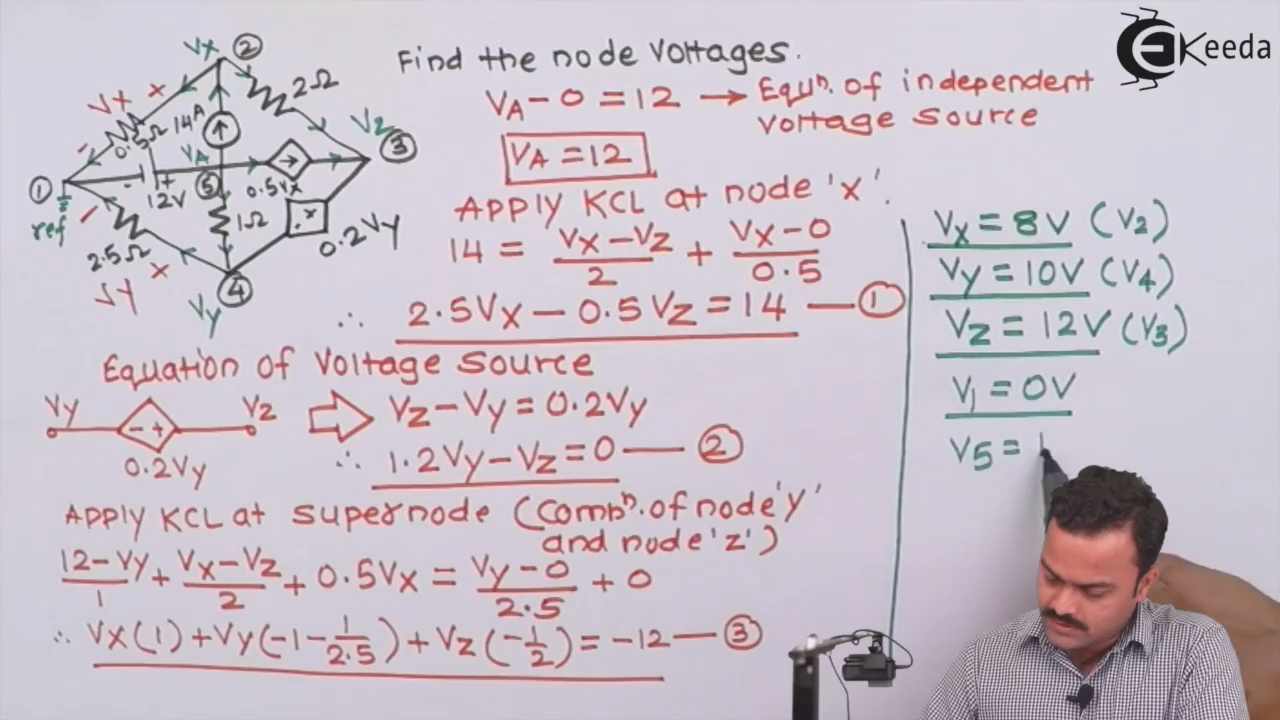 Keeda
Find the node Voltages.
VX ②
VX
2Ω
0.5Ω
14A
VZ
③
VA
①
- +
12V
⑤
0.5VX
ref
1Ω
0.2VY
2.5Ω
VY
④
Vy
VA - 0 = 12 → Equⁿ. of independent
Voltage source
VA = 12
APPLY KCL at node 'x'.
14 = VX - VZ / 2 + VX - 0 / 0.5
∴ 2.5VX - 0.5VZ = 14 — ①
Equation of Voltage Source
VY - + VZ ⇒ VZ - VY = 0.2VY
0.2VY
∴ 1.2VY - VZ = 0 — ②
APPLY KCL at supernode (Combⁿ. of node 'Y'
and node 'z')
12 - VY / 1 + VX - VZ / 2 + 0.5VX = VY - 0 / 2.5 + 0
∴ VX(1) + VY(-1 - 1/2.5) + VZ(-1/2) = -12 — ③
VX = 8V (V2)
VY = 10V (V4)
VZ = 12V (V3)
V1 = 0V
V5 = 1